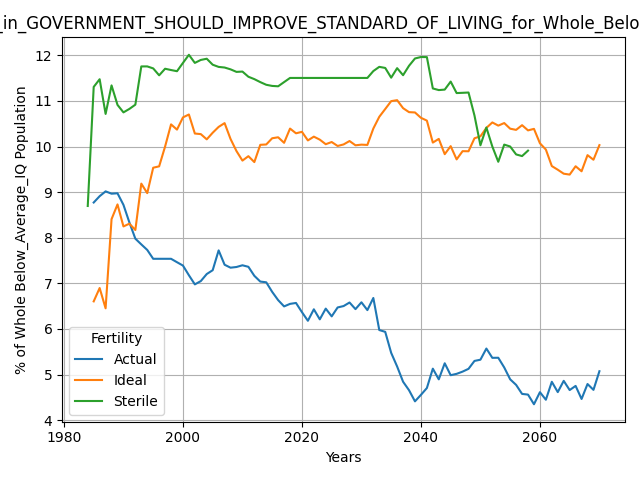 _in_GOVERNMENT_SHOULD_IMPROVE_STANDARD_OF_LIVING_for_Whole_Belo
% of Whole Below_Average_IQ Population
12
11
10
9
8
7
6
5
4
Fertility
Actual
Ideal
Sterile
1980
2000
2020
2040
2060
Years